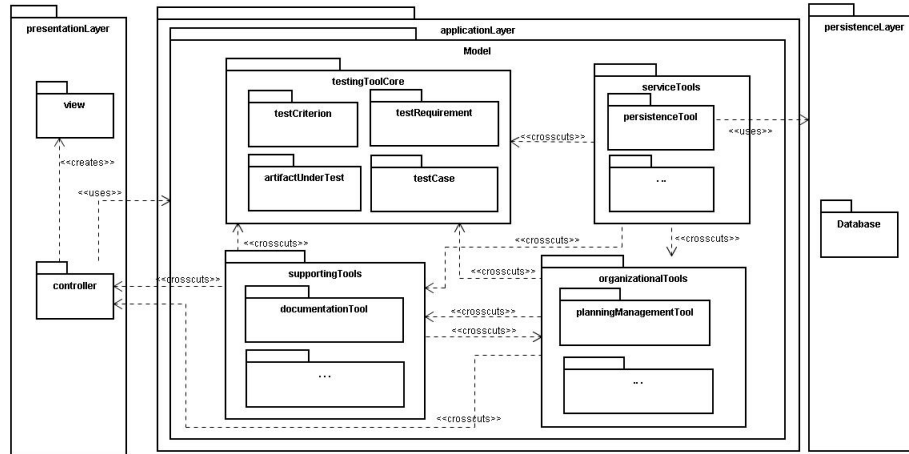 presentationLayer
applicationLayer
persistenceLayer
Model
testingToolCore
serviceTools
view
testCriterion
testRequirement
persistenceTool
<<crosscuts>>
<<uses>>
<<creates>>
artifactUnderTest
testCase
...
<<uses>>
Database
<<crosscuts>>
<<crosscuts>>
<<crosscuts>>
supportingTools
<<crosscuts>>
organizationalTools
controller
<<crosscuts>>
documentationTool
<<crosscuts>>
planningManagementTool
<<crosscuts>>
...
...
<<crosscuts>>